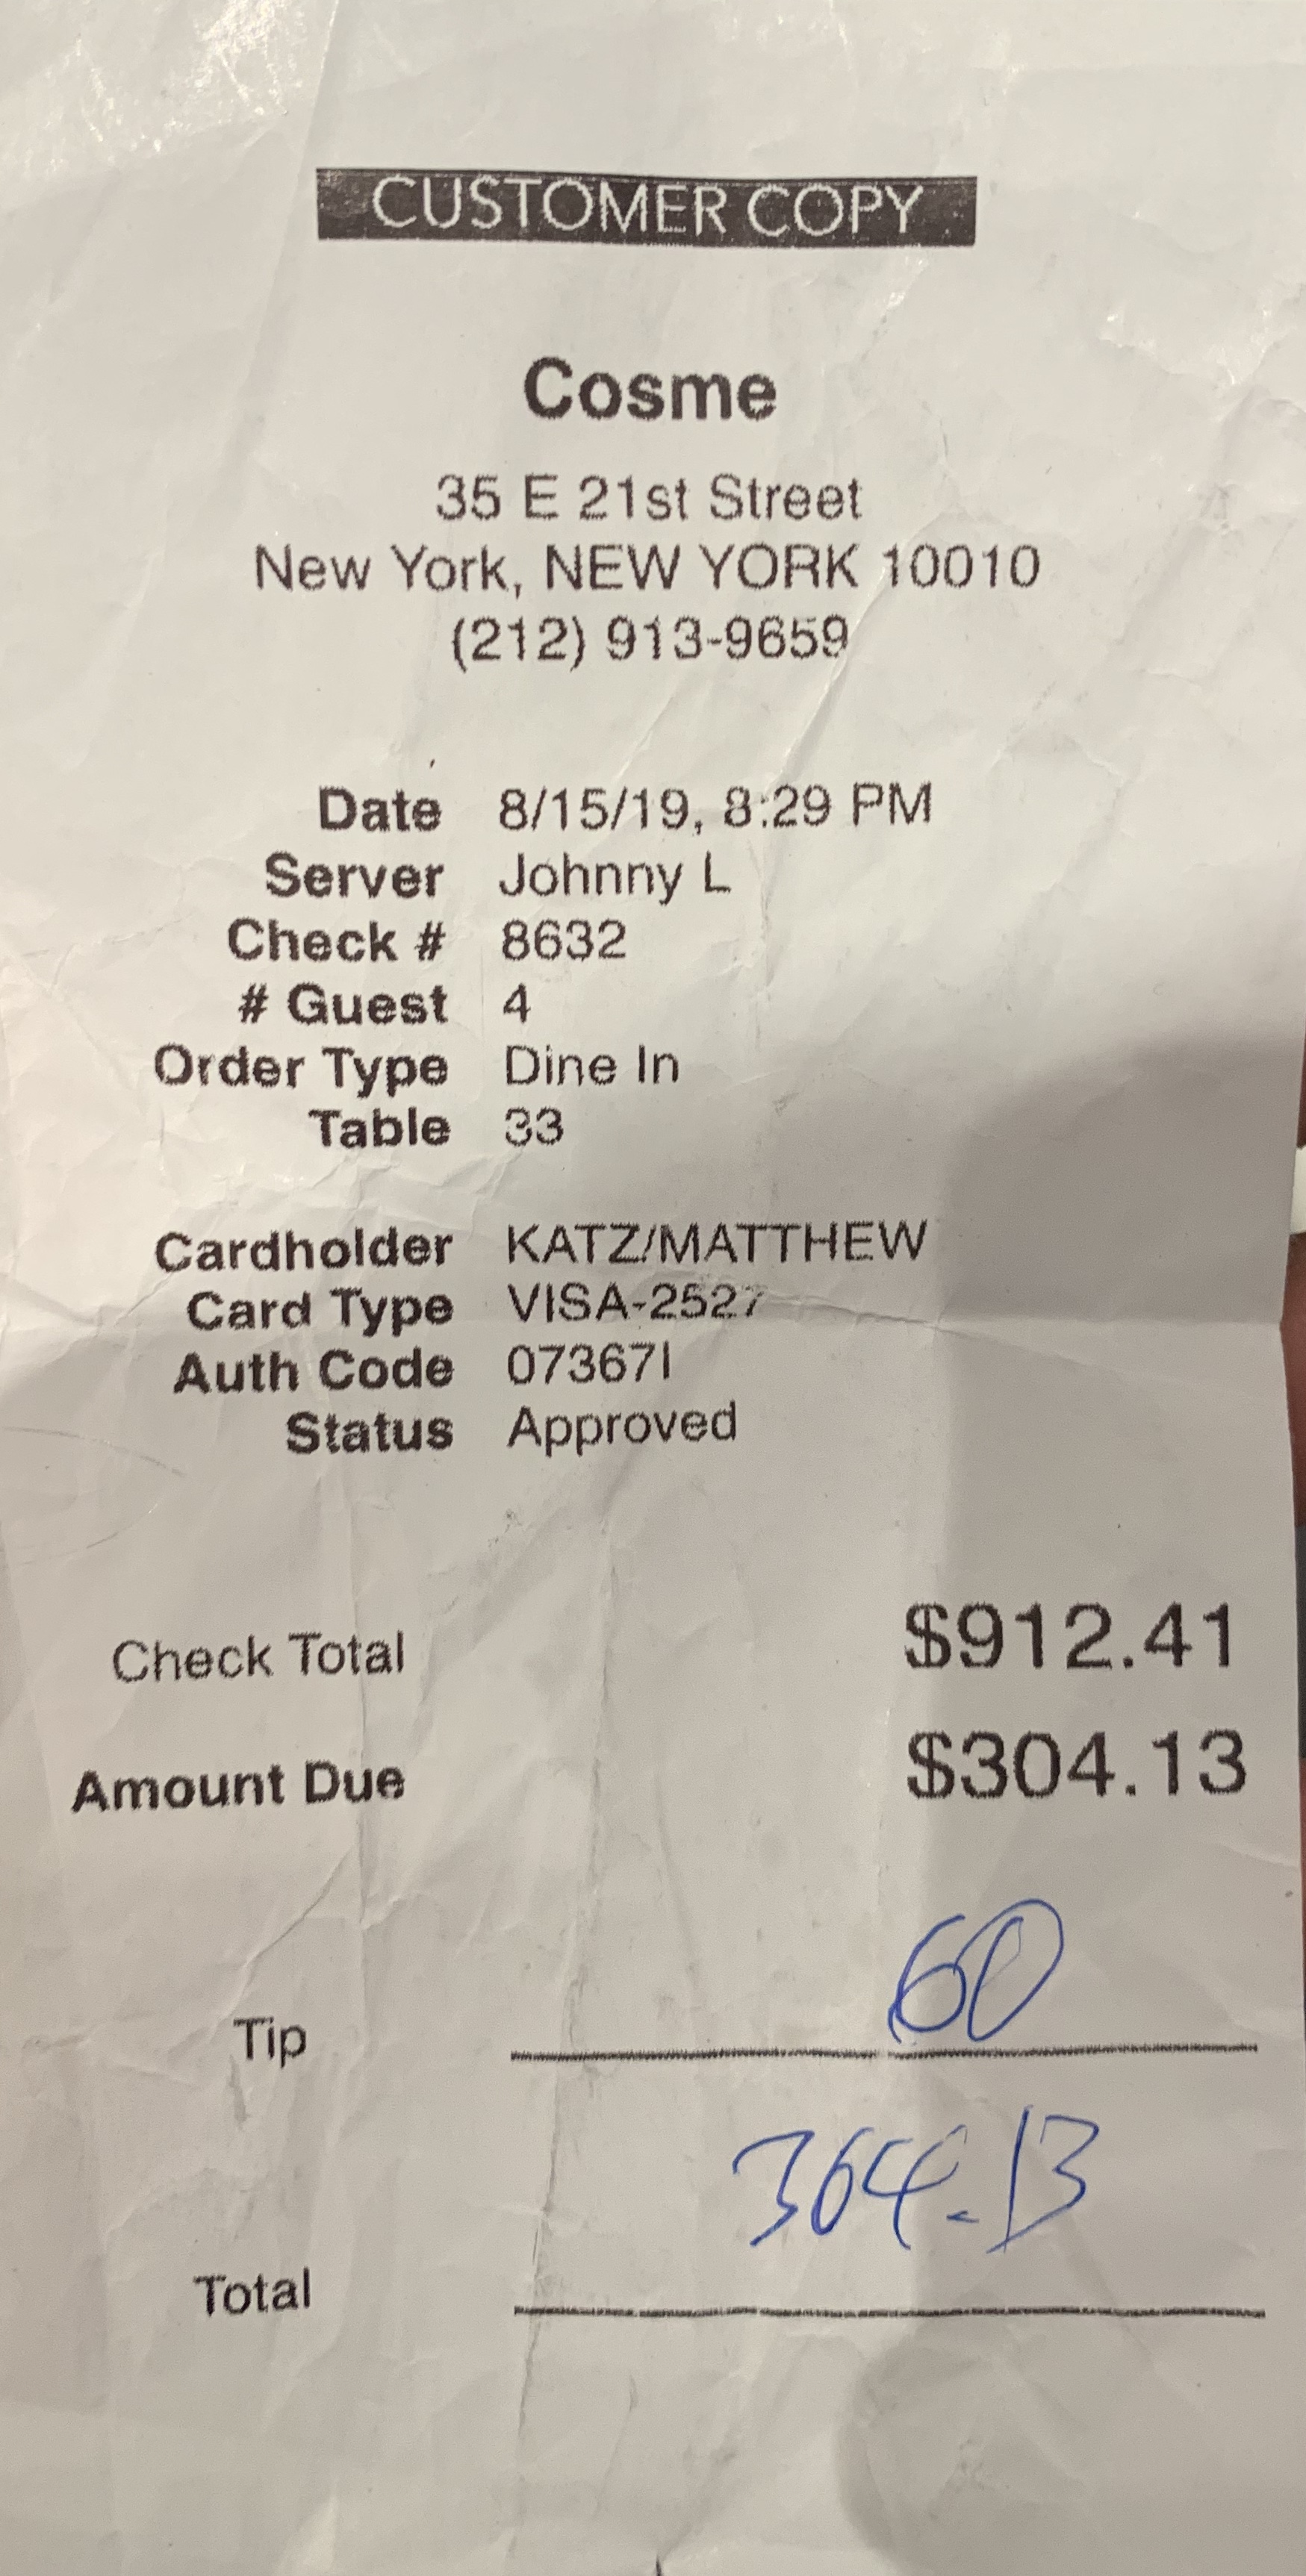 CUSTOMER COPY
Cosme
35 E 21st Street
New York, NEW YORK 10010
(212) 913-9659
Date 8/15/19, 8:29 PM
Server Johnny L
Check # 8632
# Guest 4
Order Type Dine In
Table 33
Cardholder KATZ/MATTHEW
Card Type VISA-2527
Auth Code 07367I
Status Approved
Check Total $912.41
Amount Due $304.13
Tip 60
Total 364.13